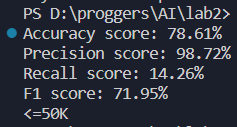 PS D:\proggers\AI\lab2>
Accuracy score: 78.61%
Precision score: 98.72%
Recall score: 14.26%
F1 score: 71.95%
<=50K